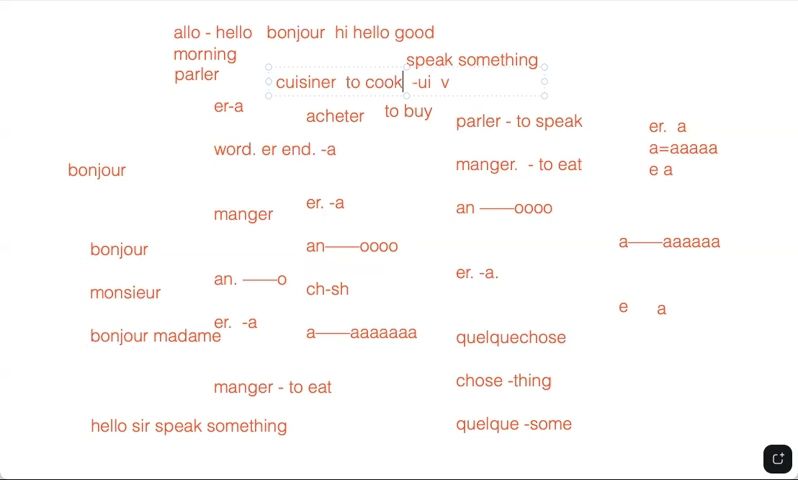 allo - hello   bonjour  hi hello good
morning
parler
speak something
cuisiner  to cook  -ui  v
er-a
acheter
to buy
parler - to speak
er.  a
a=aaaaa
e a
word. er end. -a
manger.  - to eat
bonjour
manger
er. -a
an ——oooo
bonjour
an——oooo
a——aaaaaa
an. ——o
er. -a.
monsieur
ch-sh
e
a
bonjour madame
er.  -a
a——aaaaaaa
quelquechose
manger - to eat
chose -thing
hello sir speak something
quelque -some